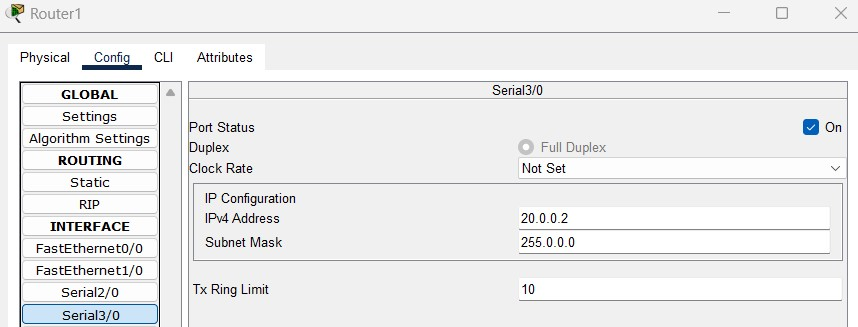 Router1
Physical Config CLI Attributes
GLOBAL
Settings
Algorithm Settings
ROUTING
Static
RIP
INTERFACE
FastEthernet0/0
FastEthernet1/0
Serial2/0
Serial3/0
Serial3/0
Port Status On
Duplex Full Duplex
Clock Rate Not Set
IP Configuration
IPv4 Address 20.0.0.2
Subnet Mask 255.0.0.0
Tx Ring Limit 10